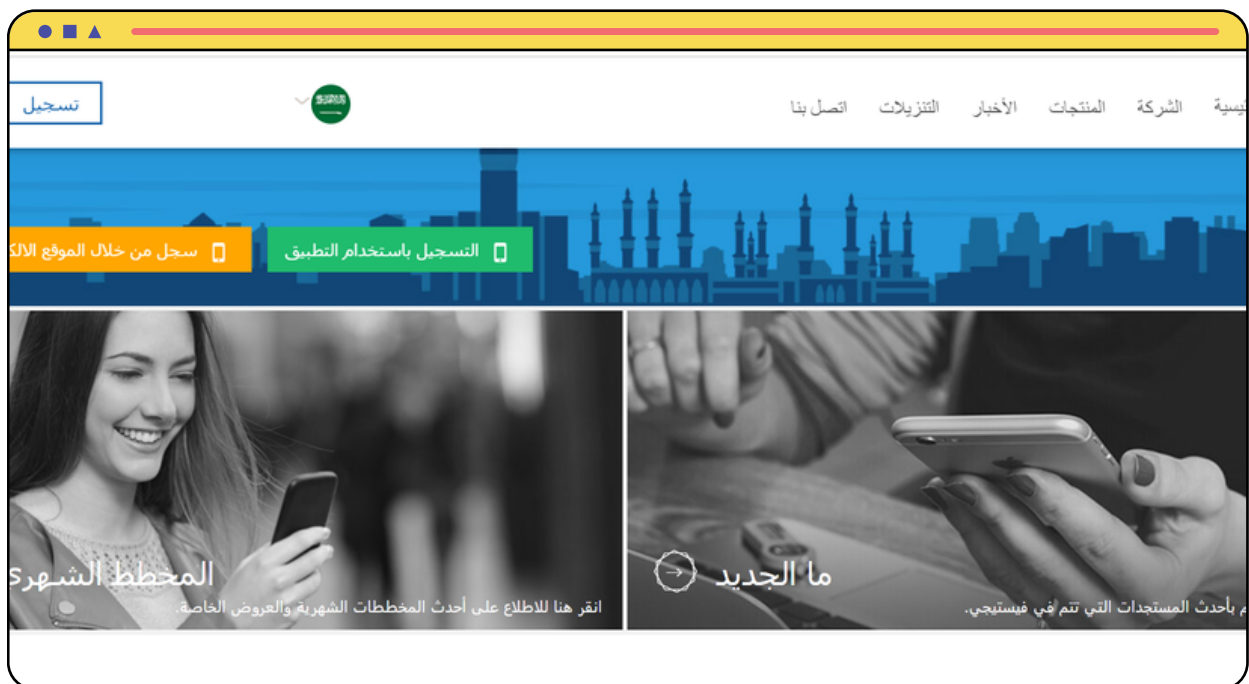 الشركة المنتجات الأخبار التنزيلات اتصل بنا
تسجيل
التسجيل باستخدام التطبيق
سجل من خلال الموقع
ما الجديد
بأحدث المستجدات التي تتم في فيستيجي.
المخطط الشهري
انقر هنا للاطلاع على أحدث المخططات الشهرية والعروض الخاصة.